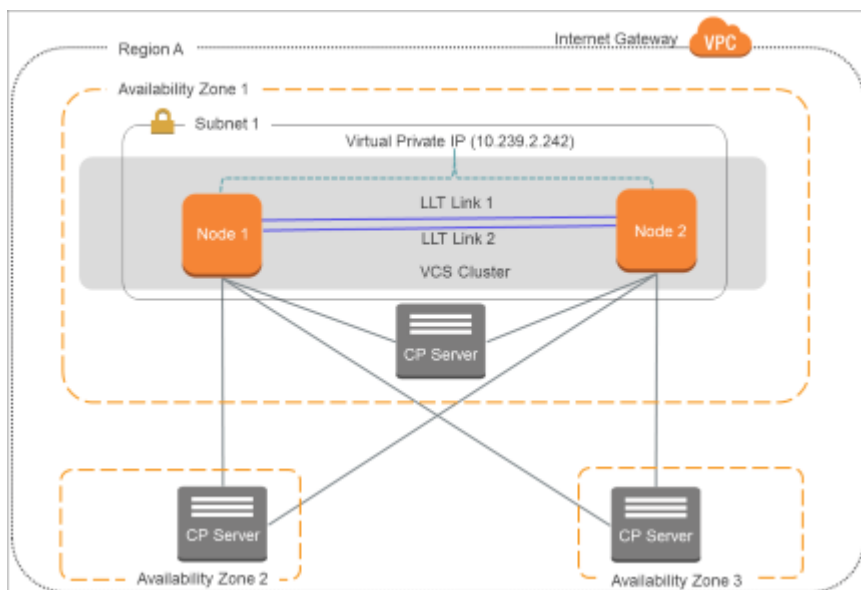 Internet Gateway
VPC
Region A
Availability Zone 1
Subnet 1
Virtual Private IP (10.239.2.242)
LLT Link 1
Node 1
Node 2
LLT Link 2
VCS Cluster
CP Server
CP Server
CP Server
Availability Zone 2
Availability Zone 3